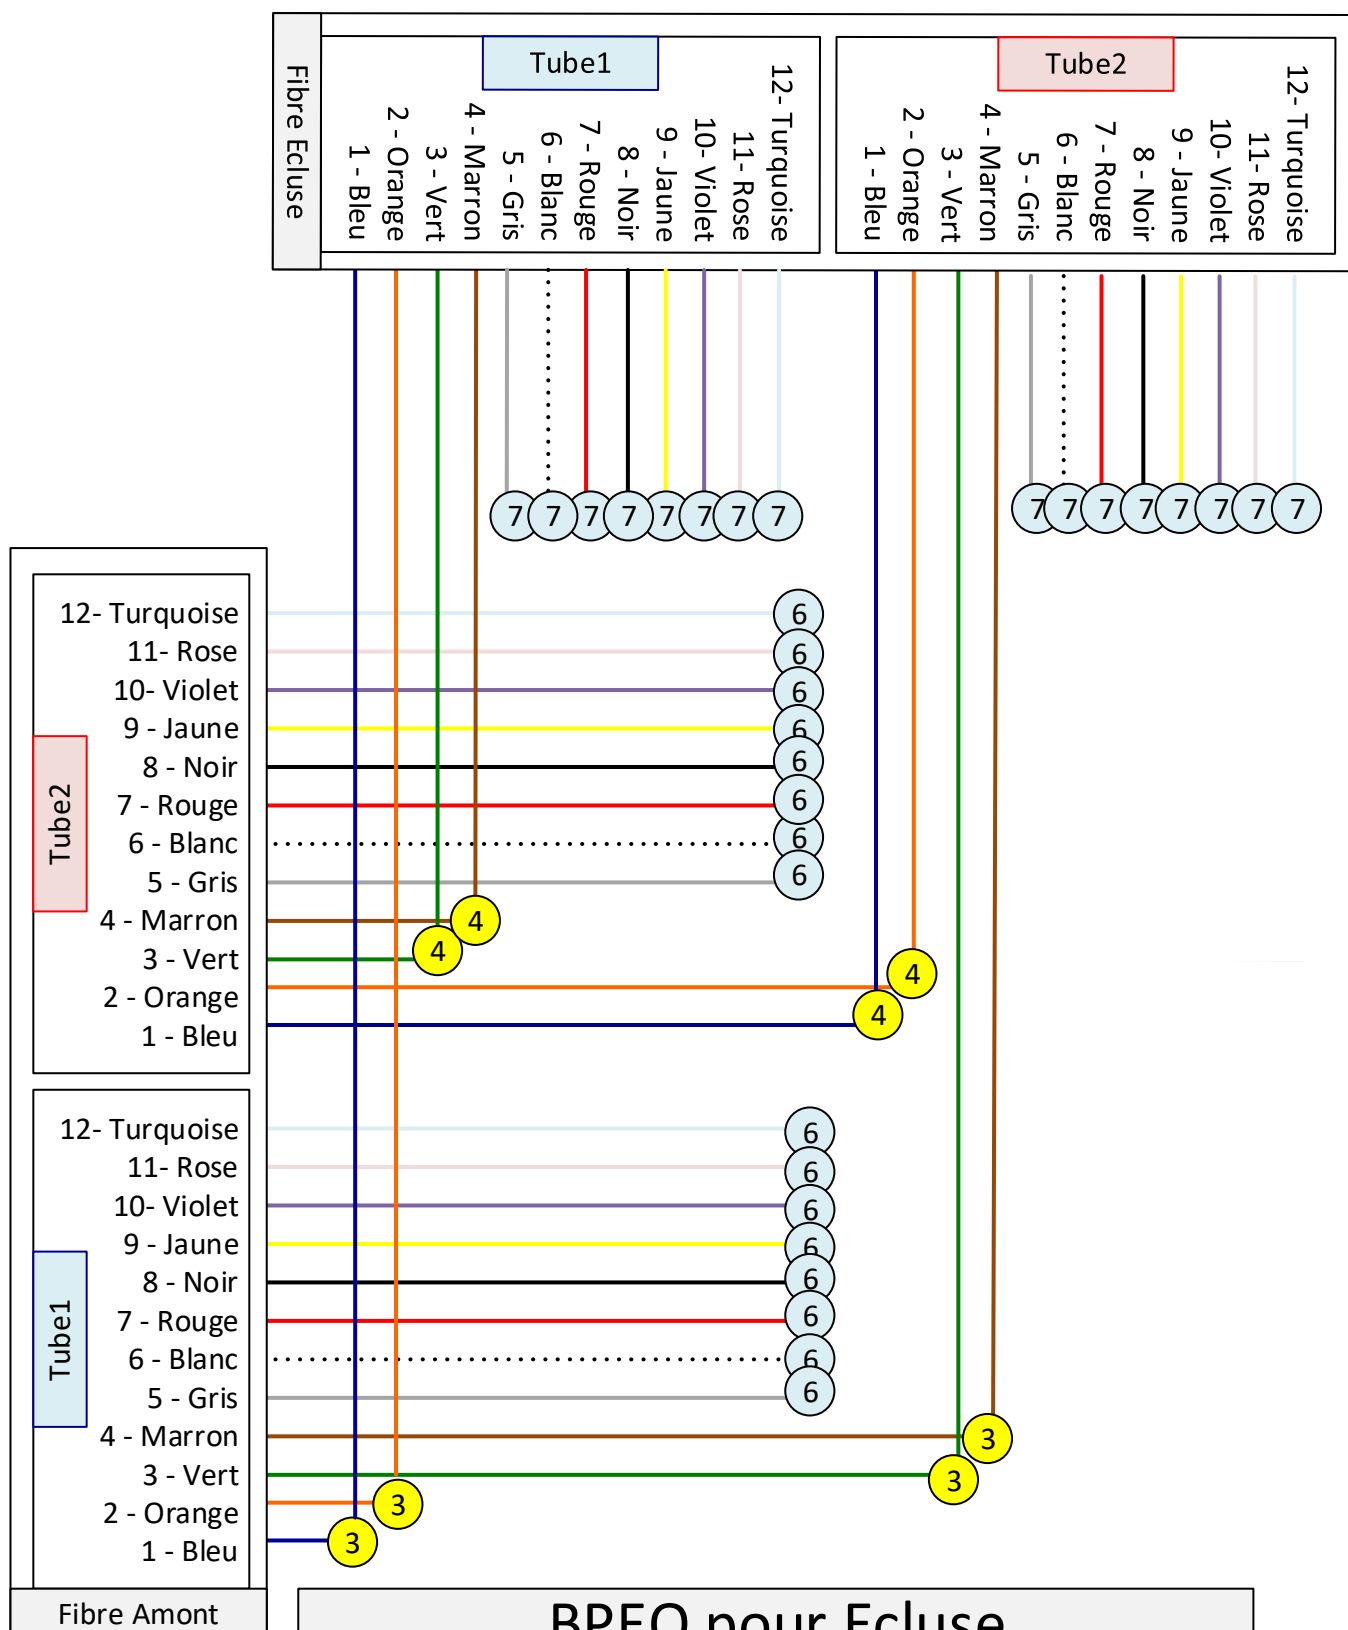 Fibre Ecluse
Tube1
1 - Bleu
2 - Orange
3 - Vert
4 - Marron
5 - Gris
6 - Blanc
7 - Rouge
8 - Noir
9 - Jaune
10- Violet
11- Rose
12- Turquoise
Tube2
1 - Bleu
2 - Orange
3 - Vert
4 - Marron
5 - Gris
6 - Blanc
7 - Rouge
8 - Noir
9 - Jaune
10- Violet
11- Rose
12- Turquoise
7 7 7 7 7 7 7 7
7 7 7 7 7 7 7 7
Tube2
12- Turquoise 6
11- Rose 6
10- Violet 6
9 - Jaune 6
8 - Noir 6
7 - Rouge 6
6 - Blanc 6
5 - Gris 6
4 - Marron 4
3 - Vert 4
2 - Orange 4
1 - Bleu 4
Tube1
12- Turquoise 6
11- Rose 6
10- Violet 6
9 - Jaune 6
8 - Noir 6
7 - Rouge 6
6 - Blanc 6
5 - Gris 6
4 - Marron 3
3 - Vert 3
2 - Orange 3
1 - Bleu 3
Fibre Amont
BPEO pour Ecluse